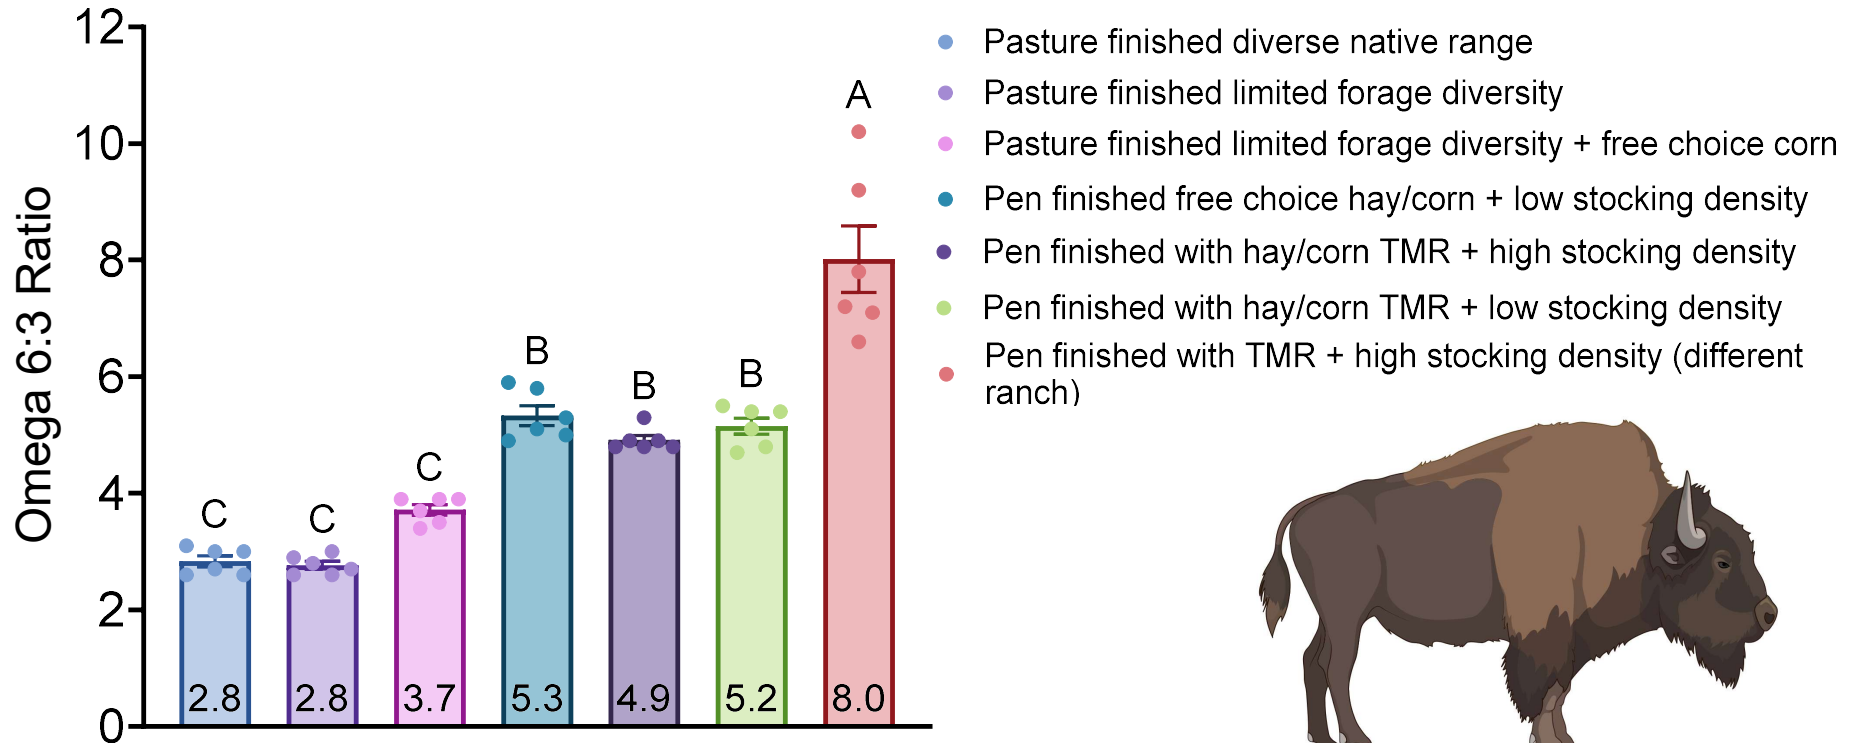 12
10
8
6
4
2
0
Omega 6:3 Ratio
C
C
C
B
B
B
A
2.8
2.8
3.7
5.3
4.9
5.2
8.0
Pasture finished diverse native range
Pasture finished limited forage diversity
Pasture finished limited forage diversity + free choice corn
Pen finished free choice hay/corn + low stocking density
Pen finished with hay/corn TMR + high stocking density
Pen finished with hay/corn TMR + low stocking density
Pen finished with TMR + high stocking density (different
ranch)